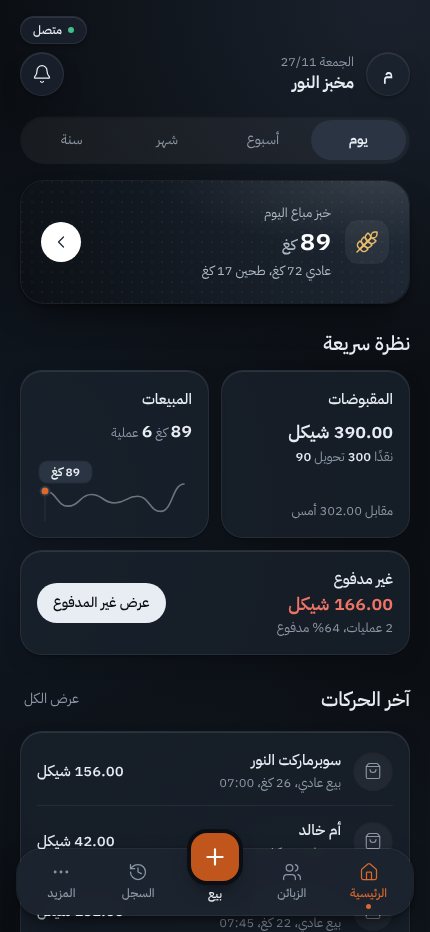 متصل
الجمعة 27/11
مخبز النور
م
يوم
أسبوع
شهر
سنة
خبز مباع اليوم
89 كغ
عادي 72 كغ، طحين 17 كغ
نظرة سريعة
المقبوضات
390.00 شيكل
نقدًا 300 تحويل 90
مقابل 302.00 أمس
المبيعات
89 كغ 6 عملية
89 كغ
غير مدفوع
166.00 شيكل
2 عمليات، 64% مدفوع
عرض غير المدفوع
آخر الحركات
عرض الكل
سوبرماركت النور
بيع عادي، 26 كغ، 07:00
156.00 شيكل
أم خالد
42.00 شيكل
بيع عادي، 22 كغ، 07:45
الرئيسية
الزبائن
بيع
السجل
المزيد